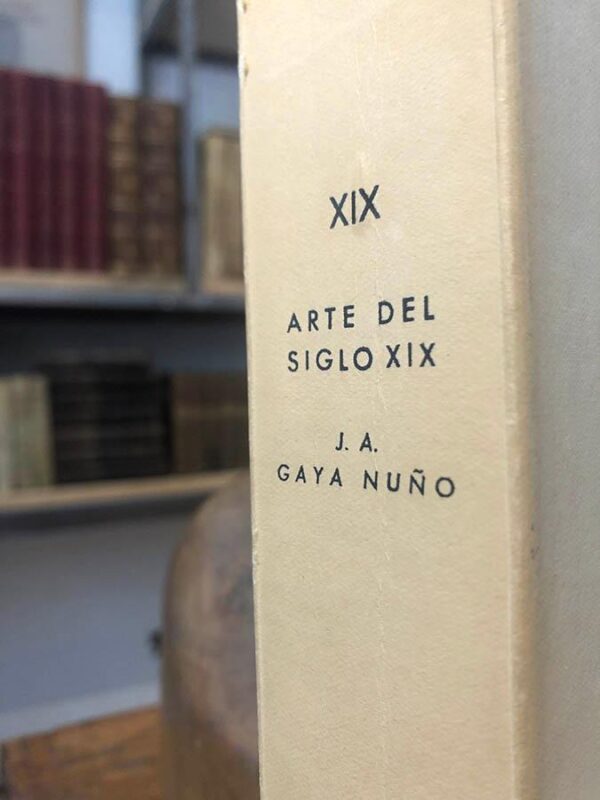 XIX
ARTE DEL
SIGLO XIX
J. A.
GAYA NUÑO